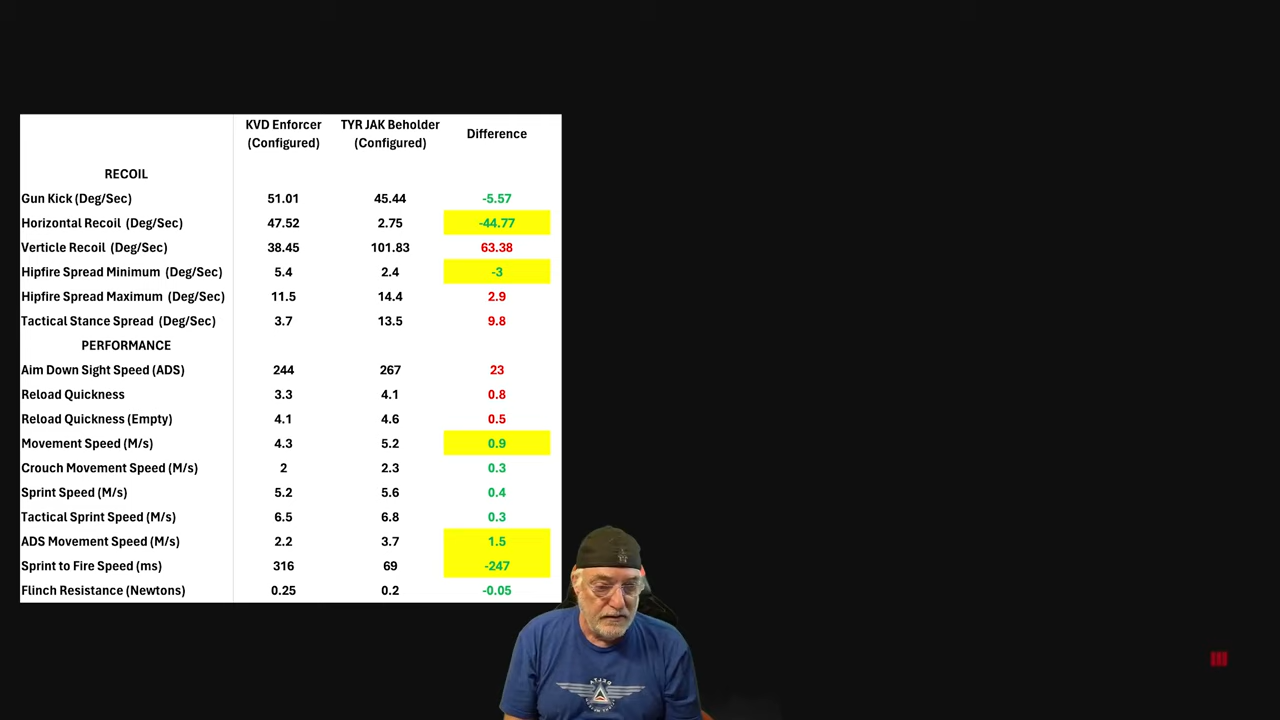 KVD Enforcer (Configured) TYR JAK Beholder (Configured) Difference
RECOIL
Gun Kick (Deg/Sec) 51.01 45.44 -5.57
Horizontal Recoil (Deg/Sec) 47.52 2.75 -44.77
Verticle Recoil (Deg/Sec) 38.45 101.83 63.38
Hipfire Spread Minimum (Deg/Sec) 5.4 2.4 -3
Hipfire Spread Maximum (Deg/Sec) 11.5 14.4 2.9
Tactical Stance Spread (Deg/Sec) 3.7 13.5 9.8
PERFORMANCE
Aim Down Sight Speed (ADS) 244 267 23
Reload Quickness 3.3 4.1 0.8
Reload Quickness (Empty) 4.1 4.6 0.5
Movement Speed (M/s) 4.3 5.2 0.9
Crouch Movement Speed (M/s) 2 2.3 0.3
Sprint Speed (M/s) 5.2 5.6 0.4
Tactical Sprint Speed (M/s) 6.5 6.8 0.3
ADS Movement Speed (M/s) 2.2 3.7 1.5
Sprint to Fire Speed (ms) 316 69 -247
Flinch Resistance (Newtons) 0.25 0.2 -0.05